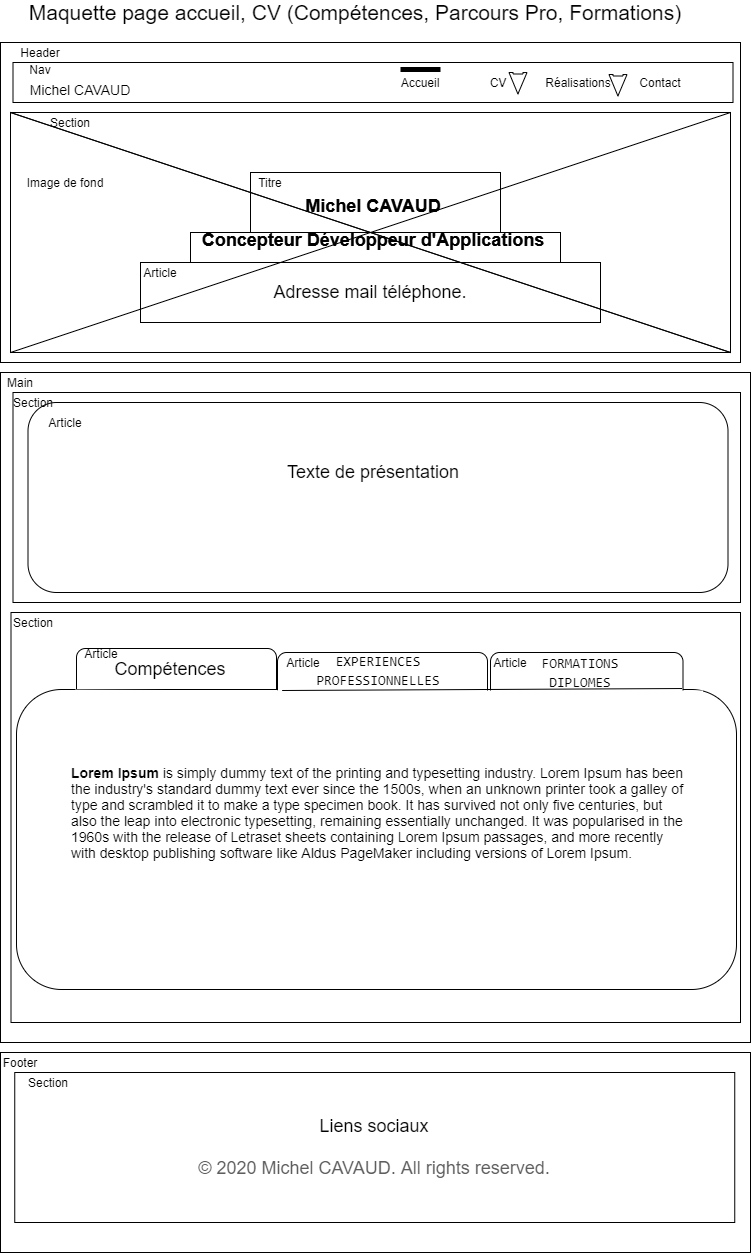 Maquette page accueil, CV (Compétences, Parcours Pro, Formations)
Header
Nav
Michel CAVAUD
Accueil
CV
Réalisations
Contact
Section
Image de fond
Titre
Michel CAVAUD
Concepteur Développeur d'Applications
Article
Adresse mail téléphone.
Main
Section
Article
Texte de présentation
Section
Article
Compétences
Article
EXPERIENCES
PROFESSIONNELLES
Article
FORMATIONS
DIPLOMES
Lorem Ipsum is simply dummy text of the printing and typesetting industry. Lorem Ipsum has been
the industry's standard dummy text ever since the 1500s, when an unknown printer took a galley of
type and scrambled it to make a type specimen book. It has survived not only five centuries, but
also the leap into electronic typesetting, remaining essentially unchanged. It was popularised in the
1960s with the release of Letraset sheets containing Lorem Ipsum passages, and more recently
with desktop publishing software like Aldus PageMaker including versions of Lorem Ipsum.
Footer
Section
Liens sociaux
© 2020 Michel CAVAUD. All rights reserved.